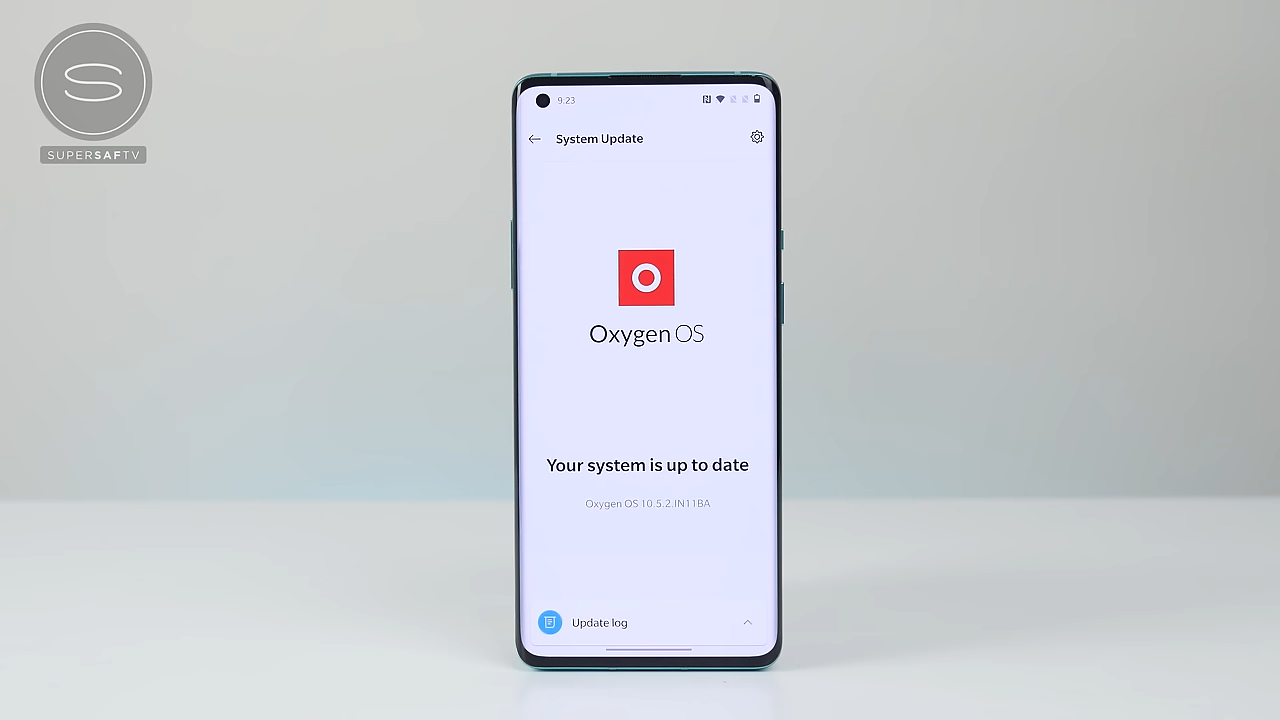 SUPERSAFTV
9:23
System Update
Oxygen OS
Your system is up to date
Oxygen OS 10.5.2.IN11BA
Update log